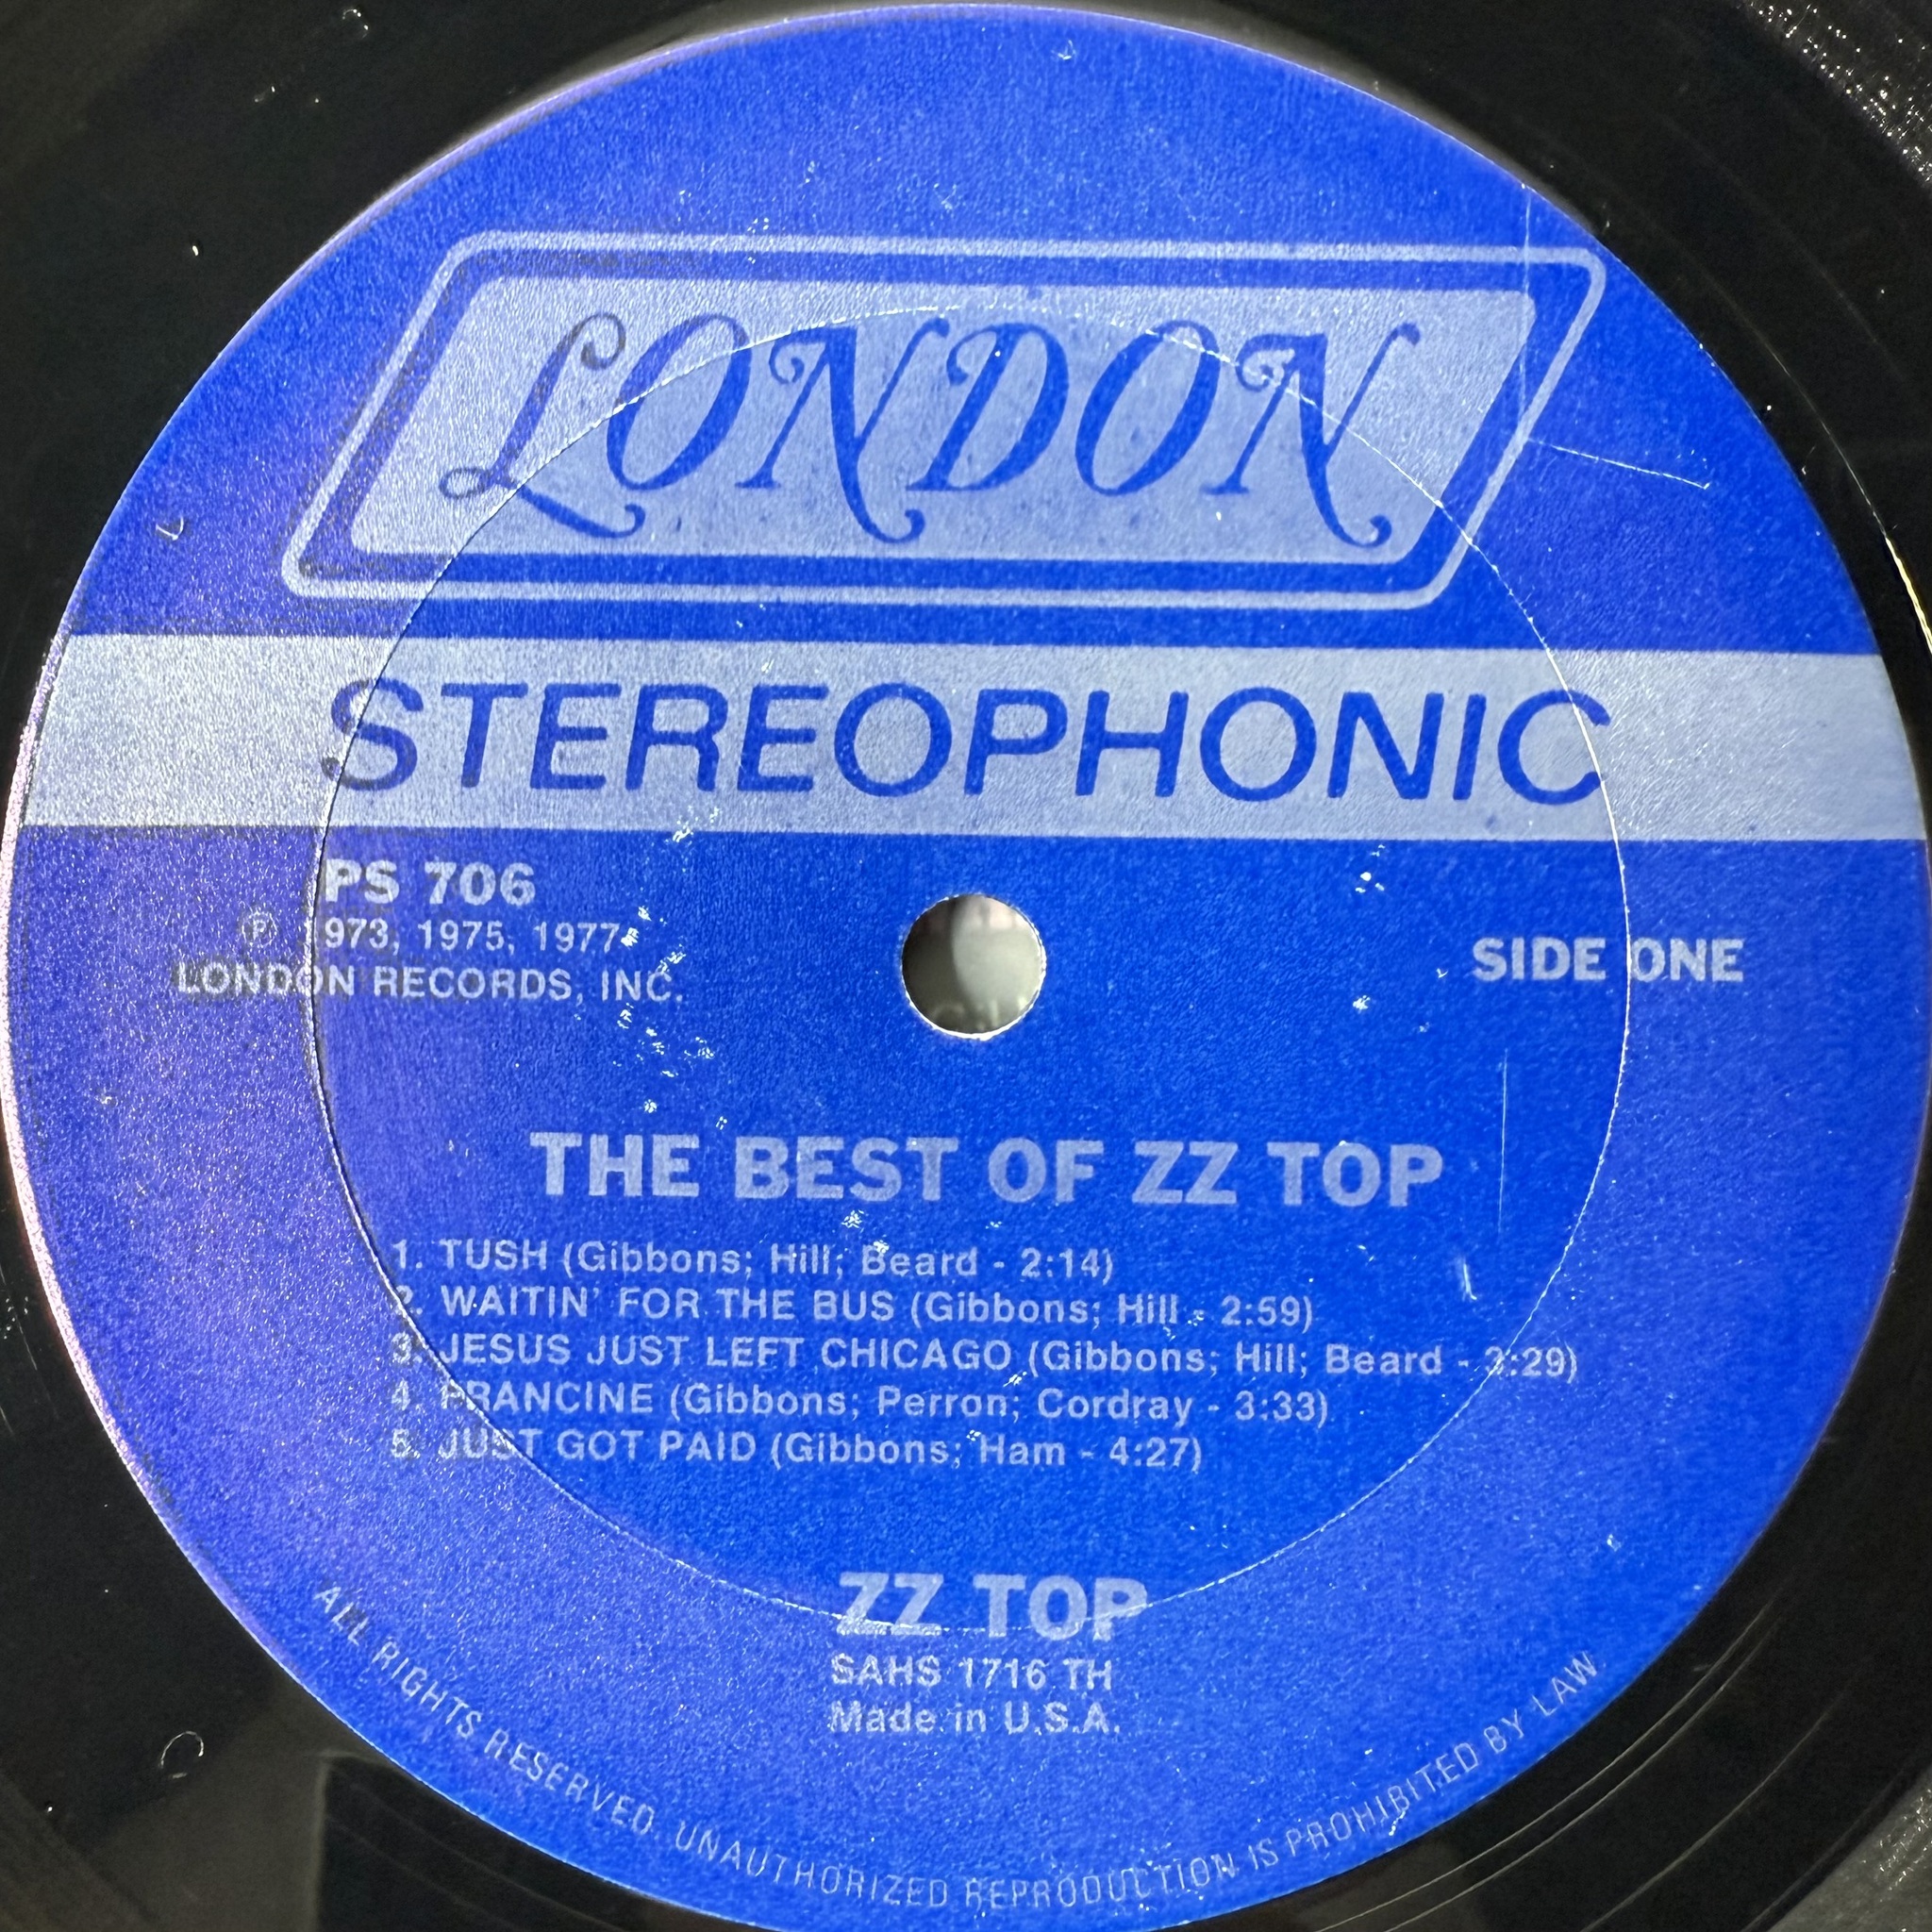 LONDON
STEREOPHONIC
PS 706
℗ 1973, 1975, 1977
LONDON RECORDS, INC.
SIDE ONE
THE BEST OF ZZ TOP
1. TUSH (Gibbons; Hill; Beard - 2:14)
2. WAITIN' FOR THE BUS (Gibbons; Hill - 2:59)
3. JESUS JUST LEFT CHICAGO (Gibbons; Hill; Beard - 3:29)
4. FRANCINE (Gibbons; Perron; Cordray - 3:33)
5. JUST GOT PAID (Gibbons; Ham - 4:27)
ZZ TOP
SAHS 1716 TH
Made in U.S.A.
ALL RIGHTS RESERVED. UNAUTHORIZED REPRODUCTION IS PROHIBITED BY LAW